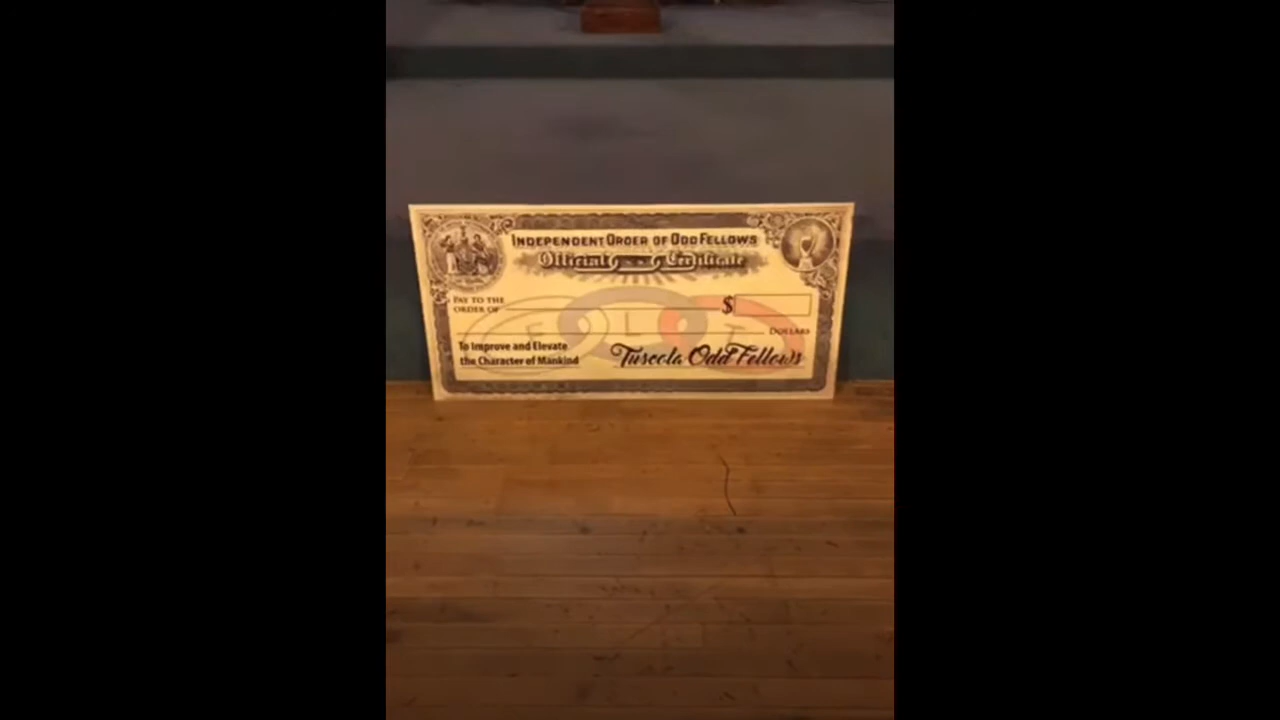 INDEPENDENT ORDER OF ODD FELLOWS
Official Certificate
PAY TO THE
ORDER OF
$
F L T
DOLLARS
To Improve and Elevate
the Character of Mankind
Tuscola Odd Fellows